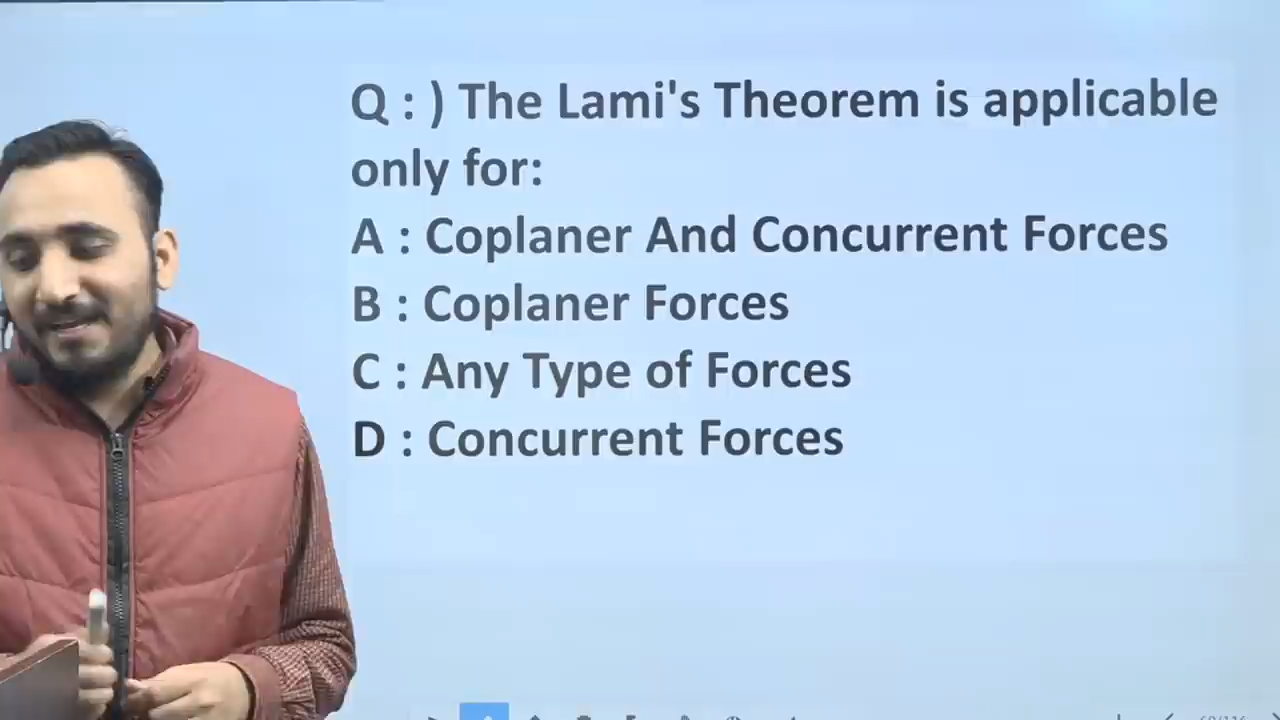 Q : ) The Lami's Theorem is applicable
only for:
A : Coplaner And Concurrent Forces
B : Coplaner Forces
C : Any Type of Forces
D : Concurrent Forces